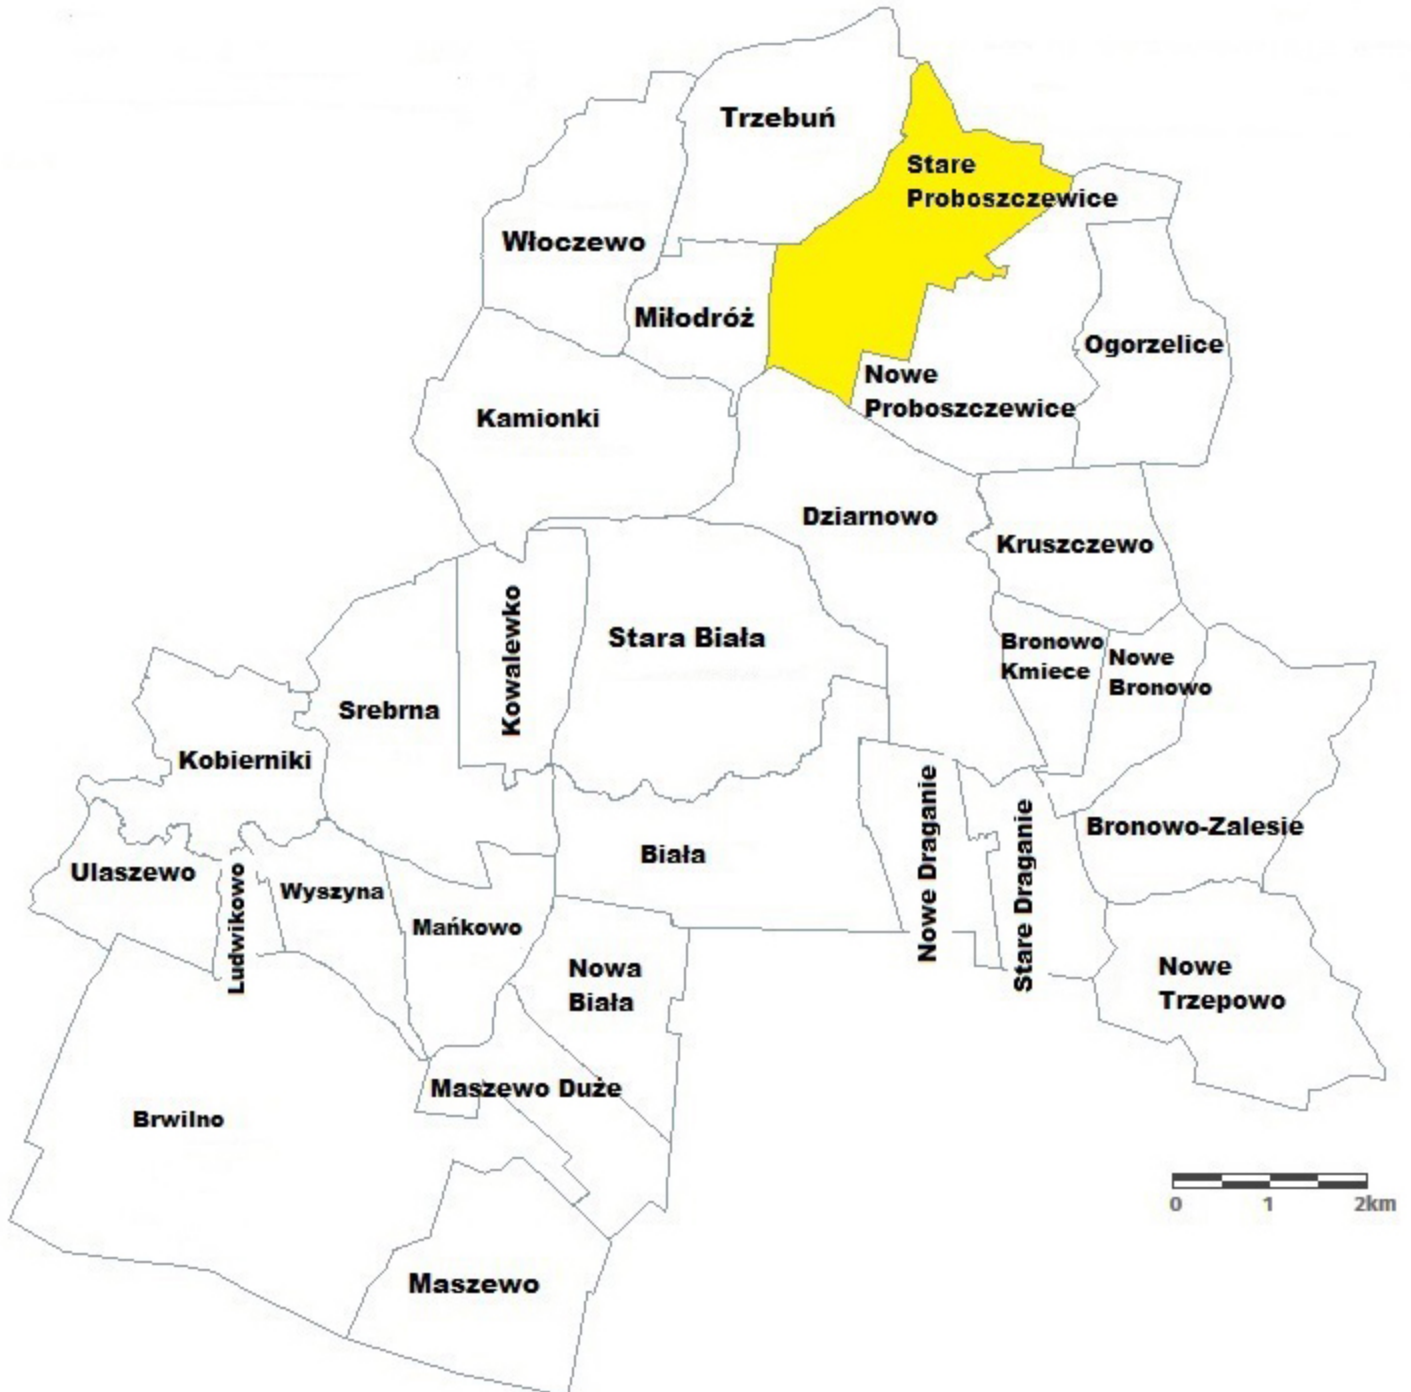 Trzebuń
Stare
Proboszczewice
Włoczewo
Miłodróż
Ogorzelice
Nowe
Proboszczewice
Kamionki
Dziarnowo
Kruszczewo
Kowalewko
Stara Biała
Bronowo
Kmiece
Nowe
Bronowo
Srebrna
Kobierniki
Nowe Draganie
Stare Draganie
Bronowo-Zalesie
Biała
Ulaszewo
Ludwikowo
Wyszyna
Mańkowo
Nowa
Biała
Nowe
Trzepowo
Maszewo Duże
Brwilno
0 1 2km
Maszewo